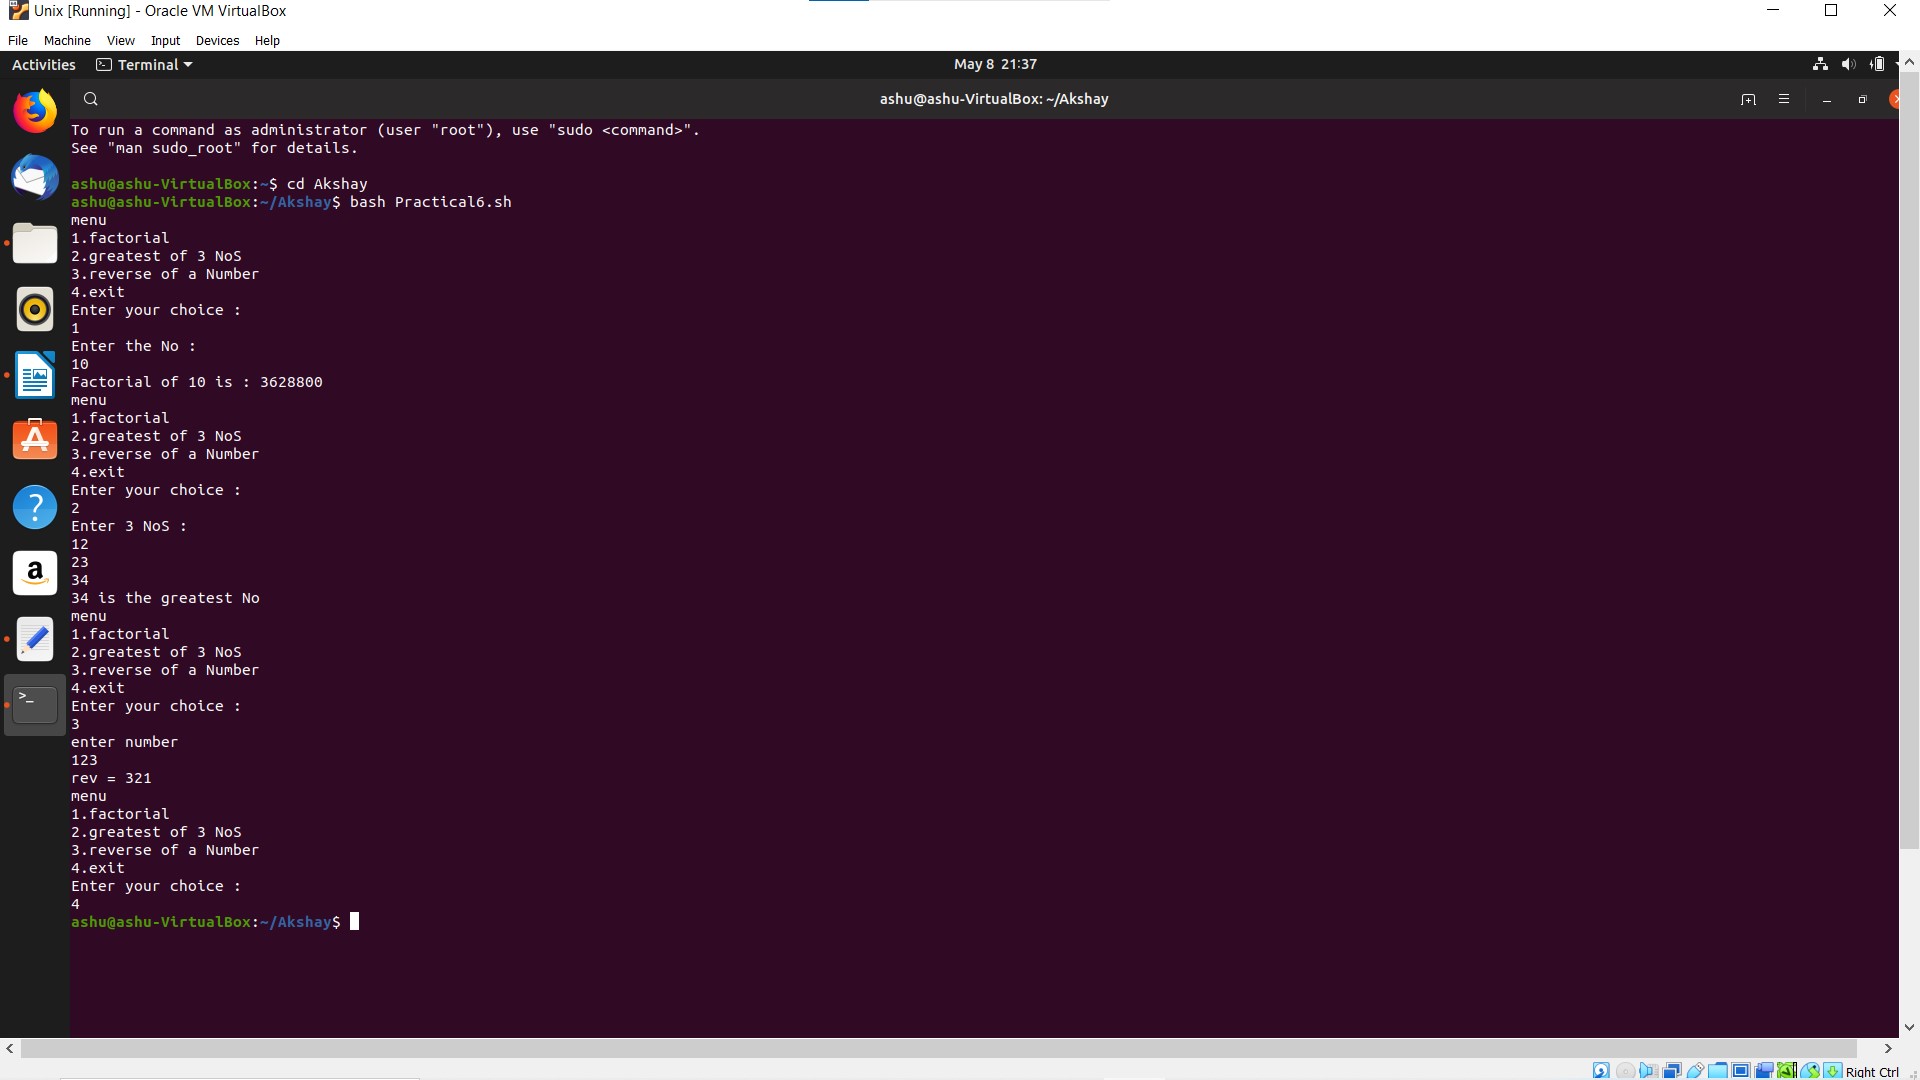 Unix [Running] - Oracle VM VirtualBox
File Machine View Input Devices Help
Activities Terminal May 8 21:37
ashu@ashu-VirtualBox: ~/Akshay
To run a command as administrator (user "root"), use "sudo <command>".
See "man sudo_root" for details.
ashu@ashu-VirtualBox:~$ cd Akshay
ashu@ashu-VirtualBox:~/Akshay$ bash Practical6.sh
menu
1.factorial
2.greatest of 3 NoS
3.reverse of a Number
4.exit
Enter your choice :
1
Enter the No :
10
Factorial of 10 is : 3628800
menu
1.factorial
2.greatest of 3 NoS
3.reverse of a Number
4.exit
Enter your choice :
2
Enter 3 NoS :
12
23
34
34 is the greatest No
menu
1.factorial
2.greatest of 3 NoS
3.reverse of a Number
4.exit
Enter your choice :
3
enter number
123
rev = 321
menu
1.factorial
2.greatest of 3 NoS
3.reverse of a Number
4.exit
Enter your choice :
4
ashu@ashu-VirtualBox:~/Akshay$
Right Ctrl